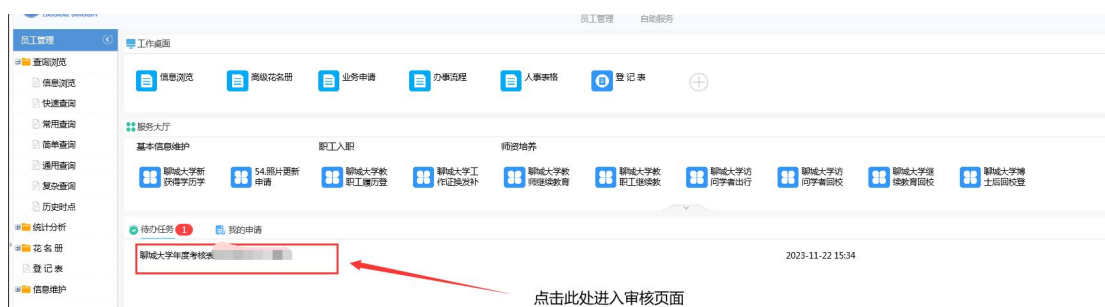 员工管理 自助服务
员工管理
工作桌面
查询浏览
信息浏览
快速查询
常用查询
简单查询
通用查询
复杂查询
历史时点
统计分析
花名册
登记表
信息维护
信息浏览
高级花名册
业务申请
办事流程
人事表格
登记表
服务大厅
基本信息维护
职工入职
师资培养
聊城大学新
获得学历学
54.照片更新
申请
聊城大学教
职工履历登
聊城大学工
作证换发补
聊城大学教
师继续教育
聊城大学教
职工继续教
聊城大学访
问学者出行
聊城大学访
问学者回校
聊城大学继
续教育回校
聊城大学博
士后回校登
待办任务 1
我的申请
聊城大学年度考核表
2023-11-22 15:34
点击此处进入审核页面